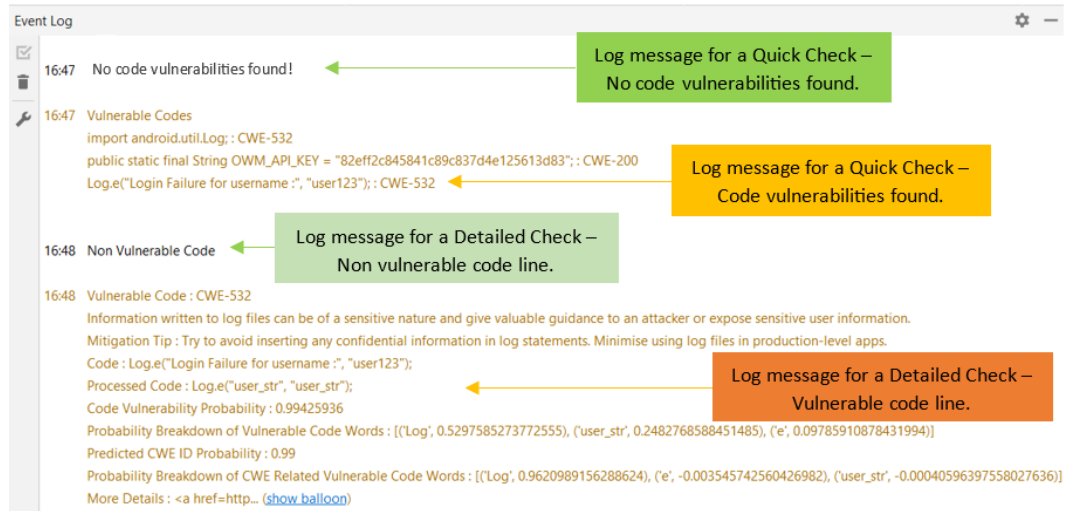 Event Log
Log message for a Quick Check –
No code vulnerabilities found.
16:47 No code vulnerabilities found!
16:47 Vulnerable Codes
import android.util.Log; : CWE-532
public static final String OWM_API_KEY = "82eff2c845841c89c837d4e125613d83"; : CWE-200
Log.e("Login Failure for username :", "user123"); : CWE-532
Log message for a Quick Check –
Code vulnerabilities found.
Log message for a Detailed Check –
Non vulnerable code line.
16:48 Non Vulnerable Code
16:48 Vulnerable Code : CWE-532
Information written to log files can be of a sensitive nature and give valuable guidance to an attacker or expose sensitive user information.
Mitigation Tip : Try to avoid inserting any confidential information in log statements. Minimise using log files in production-level apps.
Code : Log.e("Login Failure for username :", "user123");
Processed Code : Log.e("user_str", "user_str");
Log message for a Detailed Check –
Vulnerable code line.
Code Vulnerability Probability : 0.99425936
Probability Breakdown of Vulnerable Code Words : [('Log', 0.5297585273772555), ('user_str', 0.2482768588451485), ('e', 0.09785910878431994)]
Predicted CWE ID Probability : 0.99
Probability Breakdown of CWE Related Vulnerable Code Words : [('Log', 0.9620989156288624), ('e', -0.003545742560426982), ('user_str', -0.00040596397558027636)]
More Details : <a href=http... (show balloon)